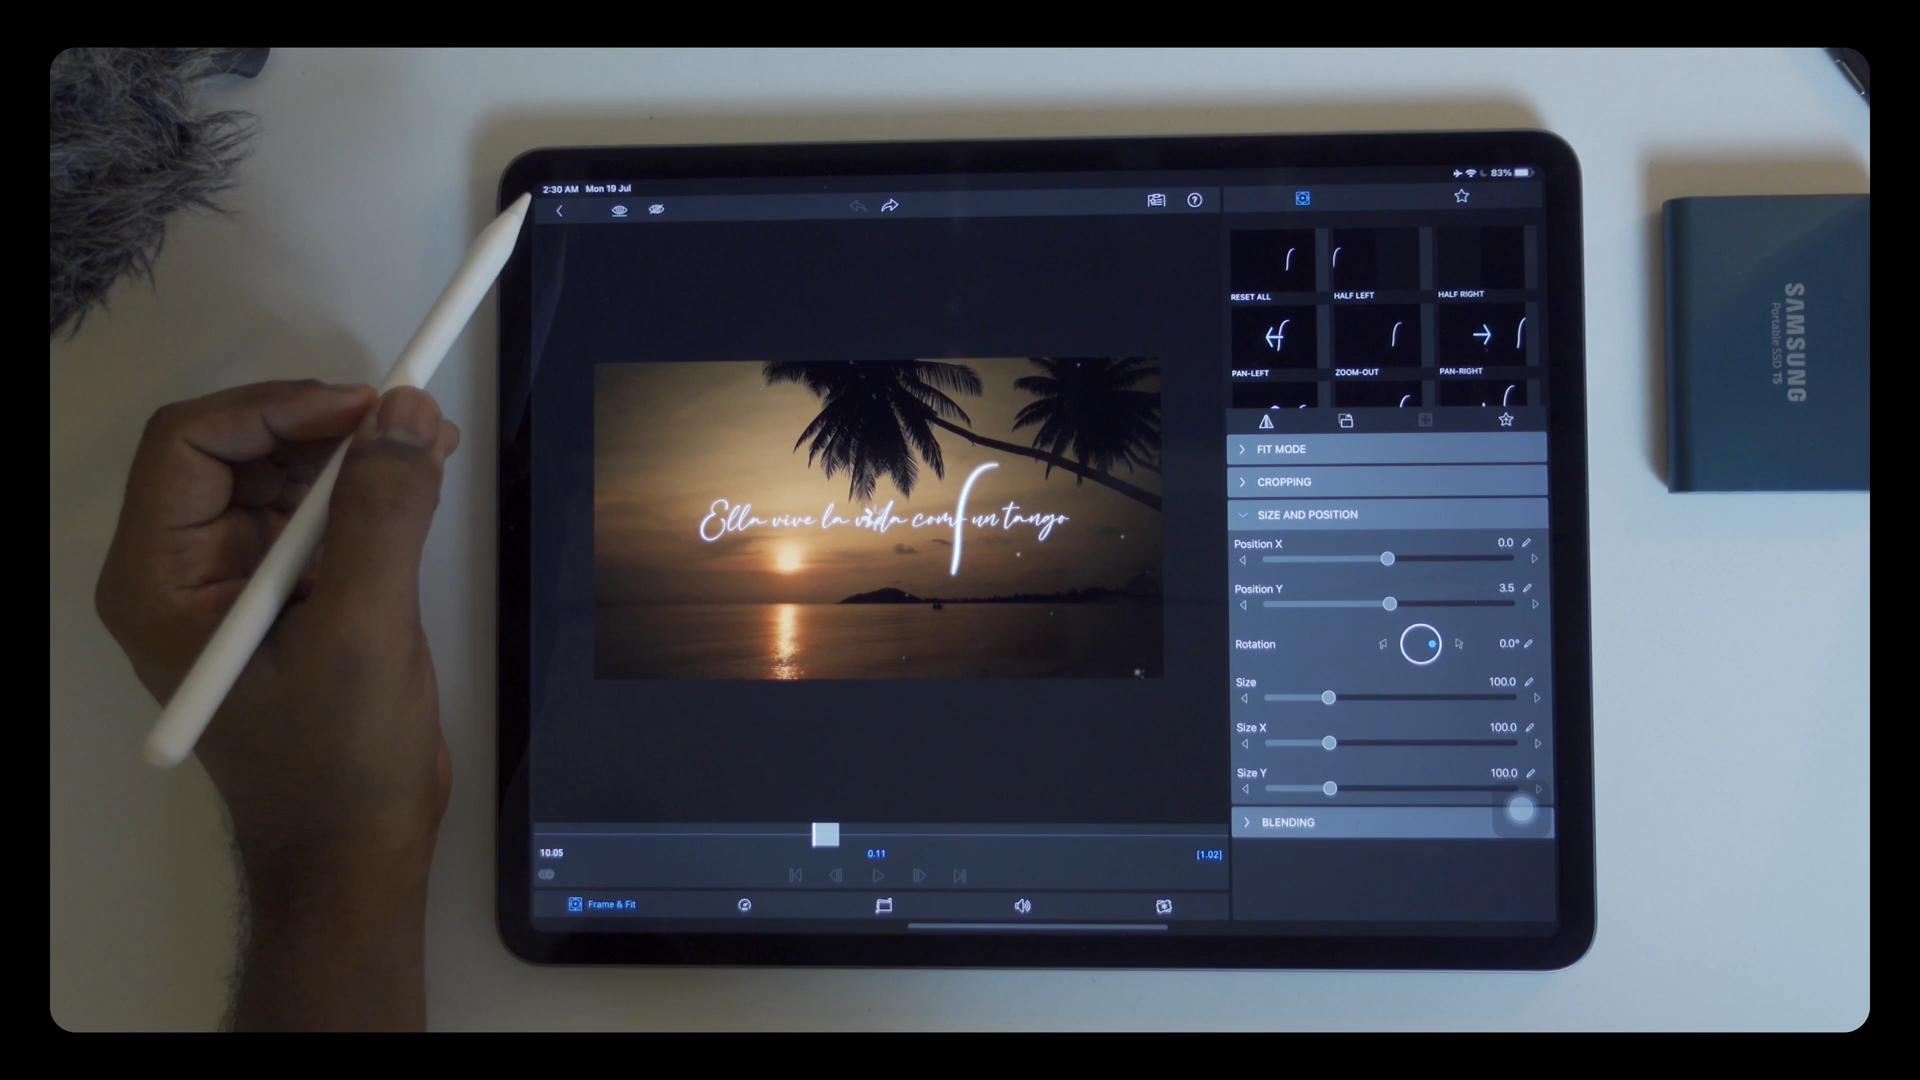 2:30 AM Mon 19 Jul
83%
RESET ALL
HALF LEFT
HALF RIGHT
PAN-LEFT
ZOOM-OUT
PAN-RIGHT
FIT MODE
CROPPING
SIZE AND POSITION
Position X 0.0
Position Y 3.5
Rotation 0.0°
Size 100.0
Size X 100.0
Size Y 100.0
BLENDING
Ella vive la vida com un tango
10.05
0.11
[1.02]
Frame & Fit
SAMSUNG
Portable SSD T5